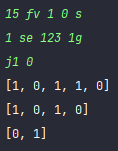 15 fv 1 0 s
1 se 123 1g
j1 0
[1, 0, 1, 1, 0]
[1, 0, 1, 0]
[0, 1]